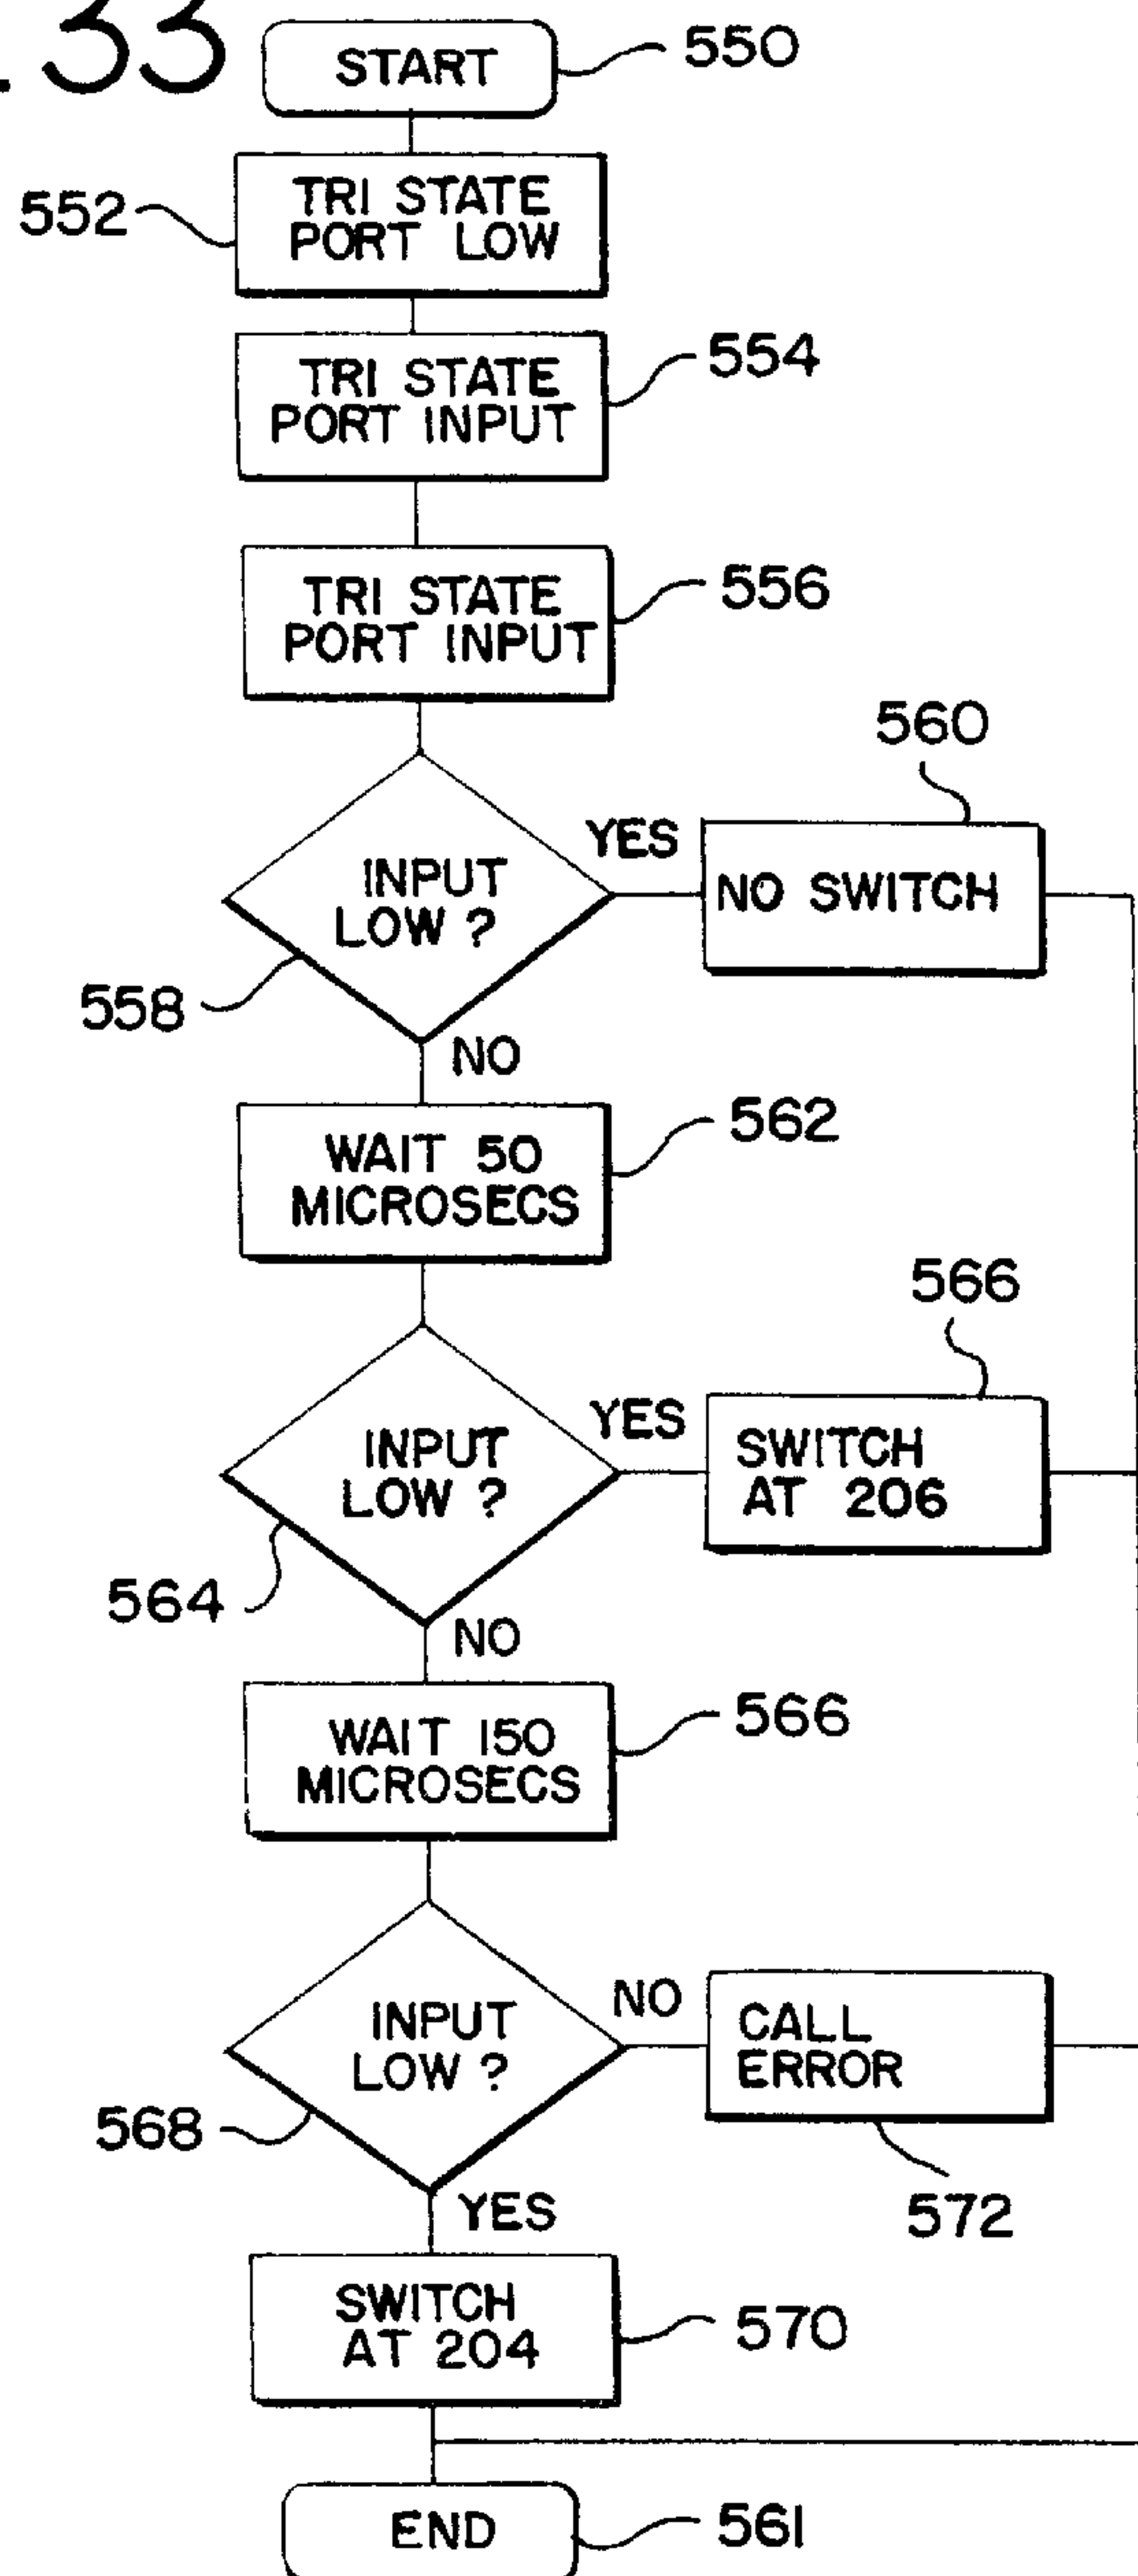 . 33
START
550
552
TRI STATE
PORT LOW
554
TRI STATE
PORT INPUT
556
TRI STATE
PORT INPUT
560
INPUT
LOW ?
YES
NO SWITCH
558
NO
562
WAIT 50
MICROSECS
566
INPUT
LOW ?
YES
SWITCH
AT 206
564
NO
566
WAIT 150
MICROSECS
INPUT
LOW ?
NO
CALL
ERROR
568
572
YES
SWITCH
AT 204
570
END
561